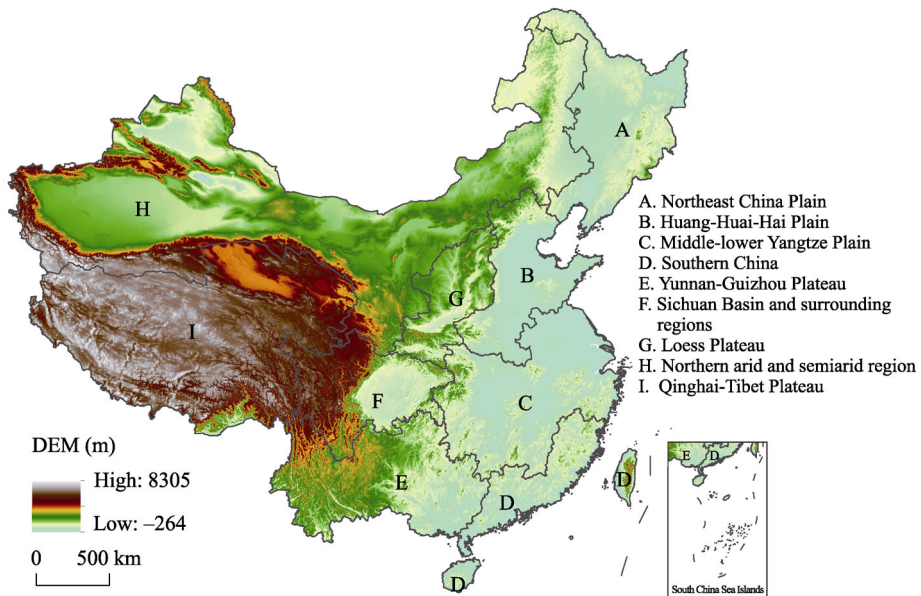 A
H
B
G
I
F
C
E
D
D
D
A. Northeast China Plain
B. Huang-Huai-Hai Plain
C. Middle-lower Yangtze Plain
D. Southern China
E. Yunnan-Guizhou Plateau
F. Sichuan Basin and surrounding
regions
G. Loess Plateau
H. Northern arid and semiarid region
I. Qinghai-Tibet Plateau
DEM (m)
High: 8305
Low: –264
0 500 km
E D
South China Sea Islands